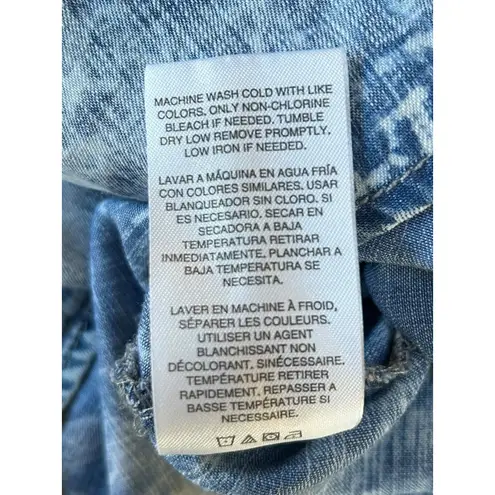 MACHINE WASH COLD WITH LIKE
COLORS. ONLY NON-CHLORINE
BLEACH IF NEEDED. TUMBLE
DRY LOW REMOVE PROMPTLY.
LOW IRON IF NEEDED.
LAVAR A MÁQUINA EN AGUA FRÍA
CON COLORES SIMILARES. USAR
BLANQUEADOR SIN CLORO. SI
ES NECESARIO. SECAR EN
SECADORA A BAJA
TEMPERATURA RETIRAR
INMEDIATAMENTE. PLANCHAR A
BAJA TEMPERATURA SE
NECESITA.
LAVER EN MACHINE À FROID,
SÉPARER LES COULEURS.
UTILISER UN AGENT
BLANCHISSANT NON
DÉCOLORANT. SINÉCESSAIRE.
TEMPÉRATURE RETIRER
RAPIDEMENT. REPASSER A
BASSE TEMPÉRATUR SI
NECESSAIRE.